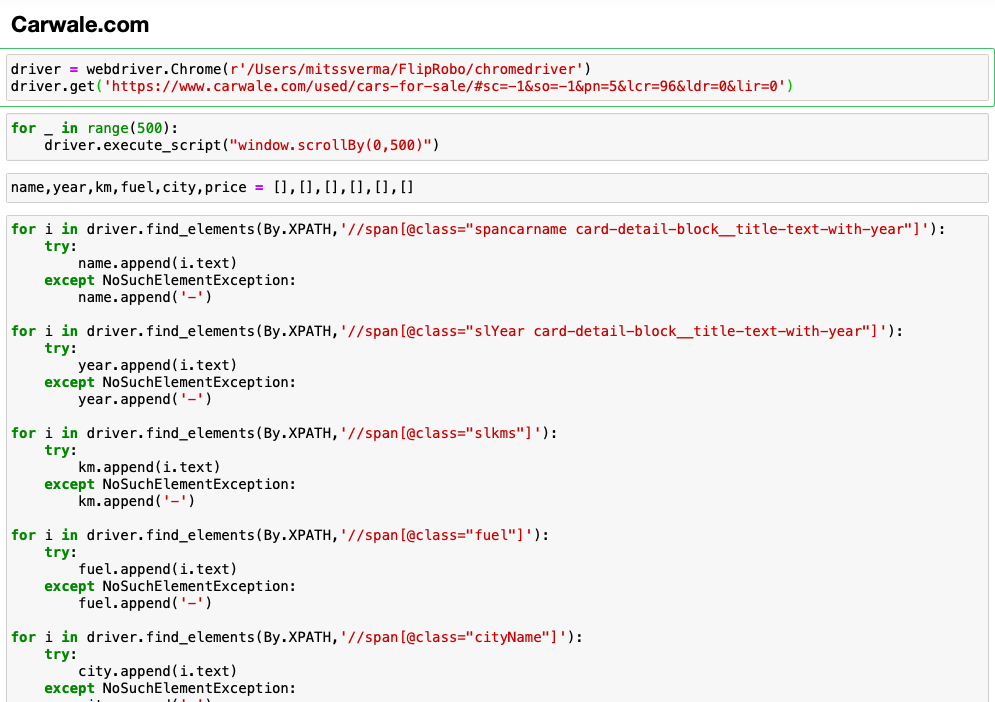 Carwale.com
driver = webdriver.Chrome(r'/Users/mitssverma/FlipRobo/chromedriver')
driver.get('https://www.carwale.com/used/cars-for-sale/#sc=-1&so=-1&pn=5&lcr=96&ldr=0&lir=0')
for _ in range(500):
    driver.execute_script("window.scrollBy(0,500)")
name,year,km,fuel,city,price = [],[],[],[],[],[]
for i in driver.find_elements(By.XPATH,'//span[@class="spancarname card-detail-block__title-text-with-year"]'):
    try:
        name.append(i.text)
    except NoSuchElementException:
        name.append('-')
for i in driver.find_elements(By.XPATH,'//span[@class="slYear card-detail-block__title-text-with-year"]'):
    try:
        year.append(i.text)
    except NoSuchElementException:
        year.append('-')
for i in driver.find_elements(By.XPATH,'//span[@class="slkms"]'):
    try:
        km.append(i.text)
    except NoSuchElementException:
        km.append('-')
for i in driver.find_elements(By.XPATH,'//span[@class="fuel"]'):
    try:
        fuel.append(i.text)
    except NoSuchElementException:
        fuel.append('-')
for i in driver.find_elements(By.XPATH,'//span[@class="cityName"]'):
    try:
        city.append(i.text)
    except NoSuchElementException: